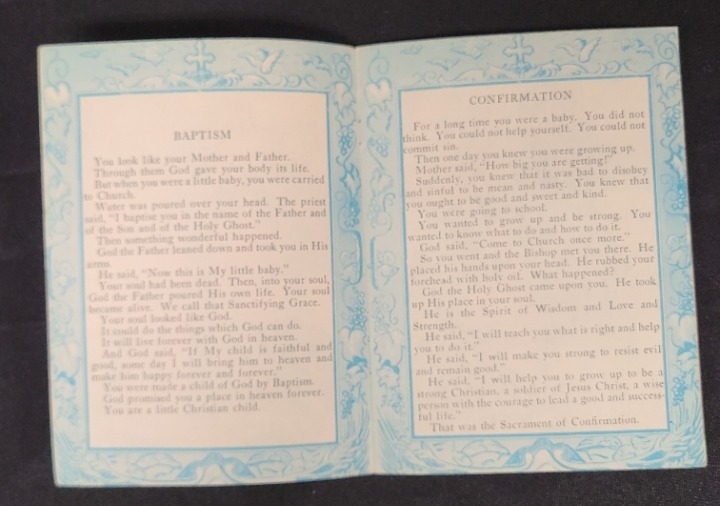 BAPTISM
You look like your Mother and Father.
Through them God gave your body its life.
But when you were a little baby, you were carried
to Church.
Water was poured over your head. The priest
said, "I baptise you in the name of the Father and
of the Son and of the Holy Ghost."
Then something wonderful happened.
God the Father leaned down and took you in His
arms.
He said, "Now this is My little baby."
Your soul had been dead. Then, into your soul,
God the Father poured His own life. Your soul
became alive. We call that Sanctifying Grace.
Your soul looked like God.
It could do the things which God can do.
It will live forever with God in heaven.
And God said, "If My child is faithful and
good, some day I will bring him to heaven and
make him happy forever and forever."
You were made a child of God by Baptism.
God promised you a place in heaven forever.
You are a little Christian child.
CONFIRMATION
For a long time you were a baby. You did not
think. You could not help yourself. You could not
commit sin.
Then one day you knew you were growing up.
Mother said, "How big you are getting!"
Suddenly, you knew that it was bad to disobey
and sinful to be mean and nasty. You knew that
you ought to be good and sweet and kind.
You were going to school.
You wanted to grow up and be strong. You
wanted to know what to do and how to do it.
God said, "Come to Church once more."
So you went and the Bishop met you there. He
placed his hands upon your head. He rubbed your
forehead with holy oil. What happened?
God the Holy Ghost came upon you. He took
up His place in your soul.
He is the Spirit of Wisdom and Love and
Strength.
He said, "I will teach you what is right and help
you to do it."
He said, "I will make you strong to resist evil
and remain good."
He said, "I will help you to grow up to be a
strong Christian, a soldier of Jesus Christ, a wise
person with the courage to lead a good and success-
ful life."
That was the Sacrament of Confirmation.